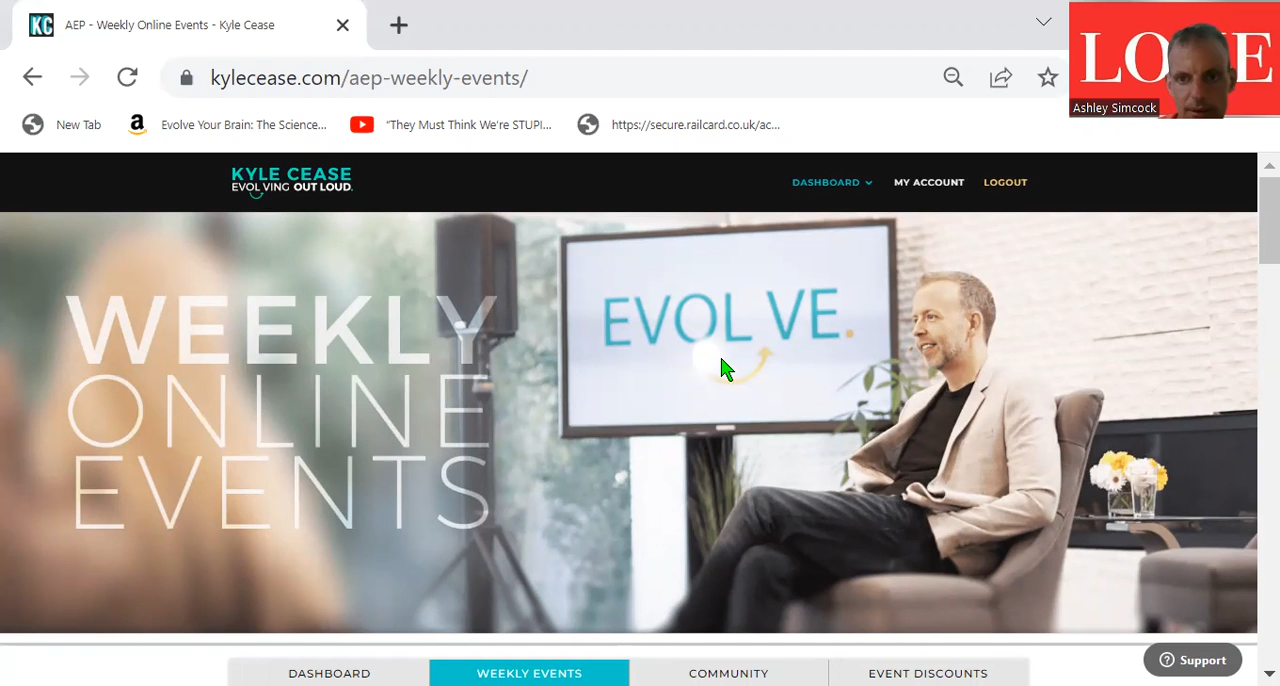 KC
AEP - Weekly Online Events - Kyle Cease
kylecease.com/aep-weekly-events/
New Tab
Evolve Your Brain: The Science...
"They Must Think We're STUPI...
https://secure.railcard.co.uk/ac...
LOVE
Ashley Simcock
KYLE CEASE
EVOLVING OUT LOUD.
DASHBOARD
MY ACCOUNT
LOGOUT
WEEKLY
ONLINE
EVENTS
EVOLVE.
DASHBOARD
WEEKLY EVENTS
COMMUNITY
EVENT DISCOUNTS
Support